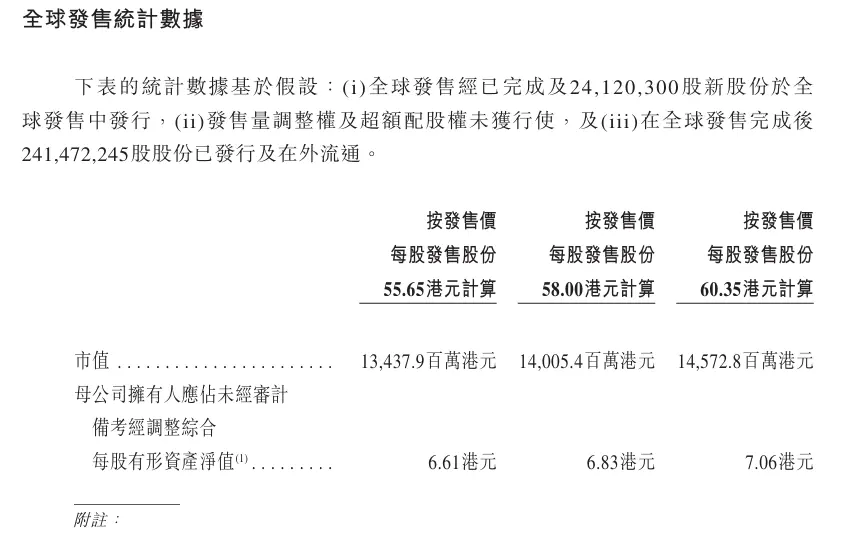 全球發售統計數據
下表的統計數據基於假設：(i)全球發售經已完成及24,120,300股新股份於全
球發售中發行，(ii)發售量調整權及超額配股權未獲行使，及(iii)在全球發售完成後
241,472,245股股份已發行及在外流通。
按發售價 按發售價 按發售價
每股發售股份 每股發售股份 每股發售股份
55.65港元計算 58.00港元計算 60.35港元計算
市值 ....................... 13,437.9百萬港元 14,005.4百萬港元 14,572.8百萬港元
母公司擁有人應佔未經審計
備考經調整綜合
每股有形資產淨值(1) ......... 6.61港元 6.83港元 7.06港元
附註：